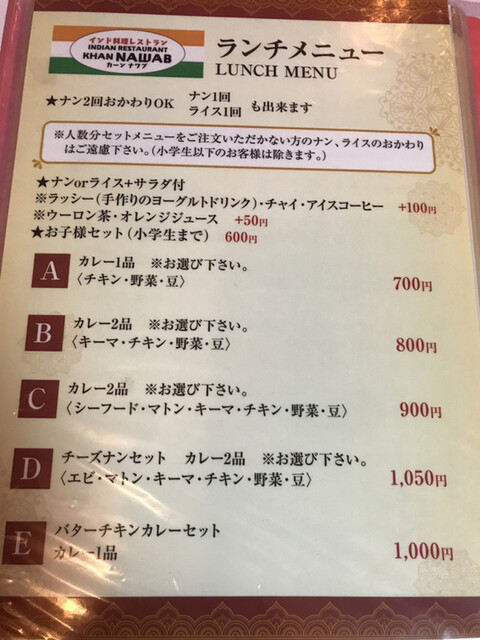 インド料理レストラン
INDIAN RESTAURANT
KHAN NAWAB
カーン ナワブ
ランチメニュー
LUNCH MENU
★ナン2回おかわりOK ナン1回 ライス1回 も出来ます
※人数分セットメニューをご注文いただかない方のナン、ライスのおかわり
はご遠慮下さい。(小学生以下のお客様は除きます。)
★ナンorライス+サラダ付
※ラッシー(手作りのヨーグルトドリンク)・チャイ・アイスコーヒー +100円
※ウーロン茶・オレンジジュース +50円
★お子様セット(小学生まで) 600円
A カレー1品 ※お選び下さい。
〈チキン・野菜・豆〉 700円
B カレー2品 ※お選び下さい。
〈キーマ・チキン・野菜・豆〉 800円
C カレー2品 ※お選び下さい。
〈シーフード・マトン・キーマ・チキン・野菜・豆〉 900円
D チーズナンセット カレー2品 ※お選び下さい。
〈エビ・マトン・キーマ・チキン・野菜・豆〉 1,050円
E バターチキンカレーセット
カレー1品 1,000円